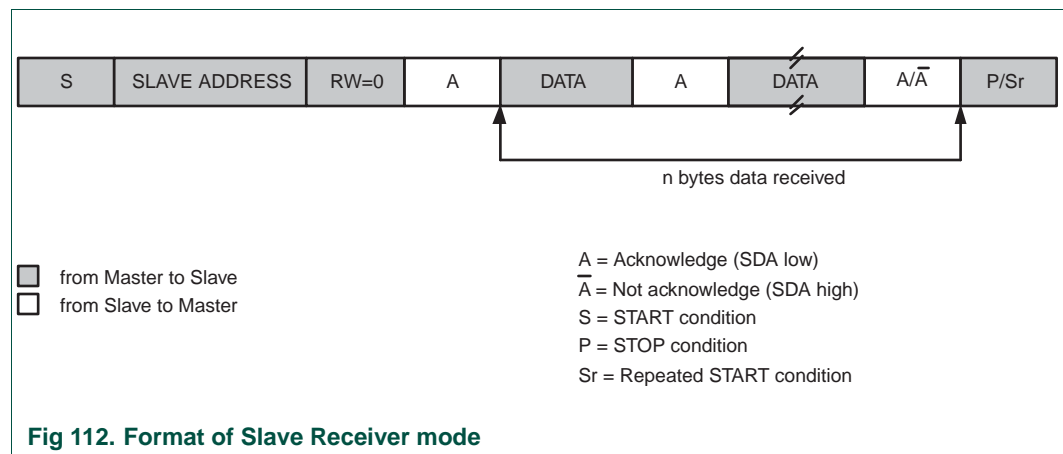 S SLAVE ADDRESS RW=0 A DATA A DATA A/A̅ P/Sr
n bytes data received
from Master to Slave
from Slave to Master
A = Acknowledge (SDA low)
A̅ = Not acknowledge (SDA high)
S = START condition
P = STOP condition
Sr = Repeated START condition
Fig 112. Format of Slave Receiver mode